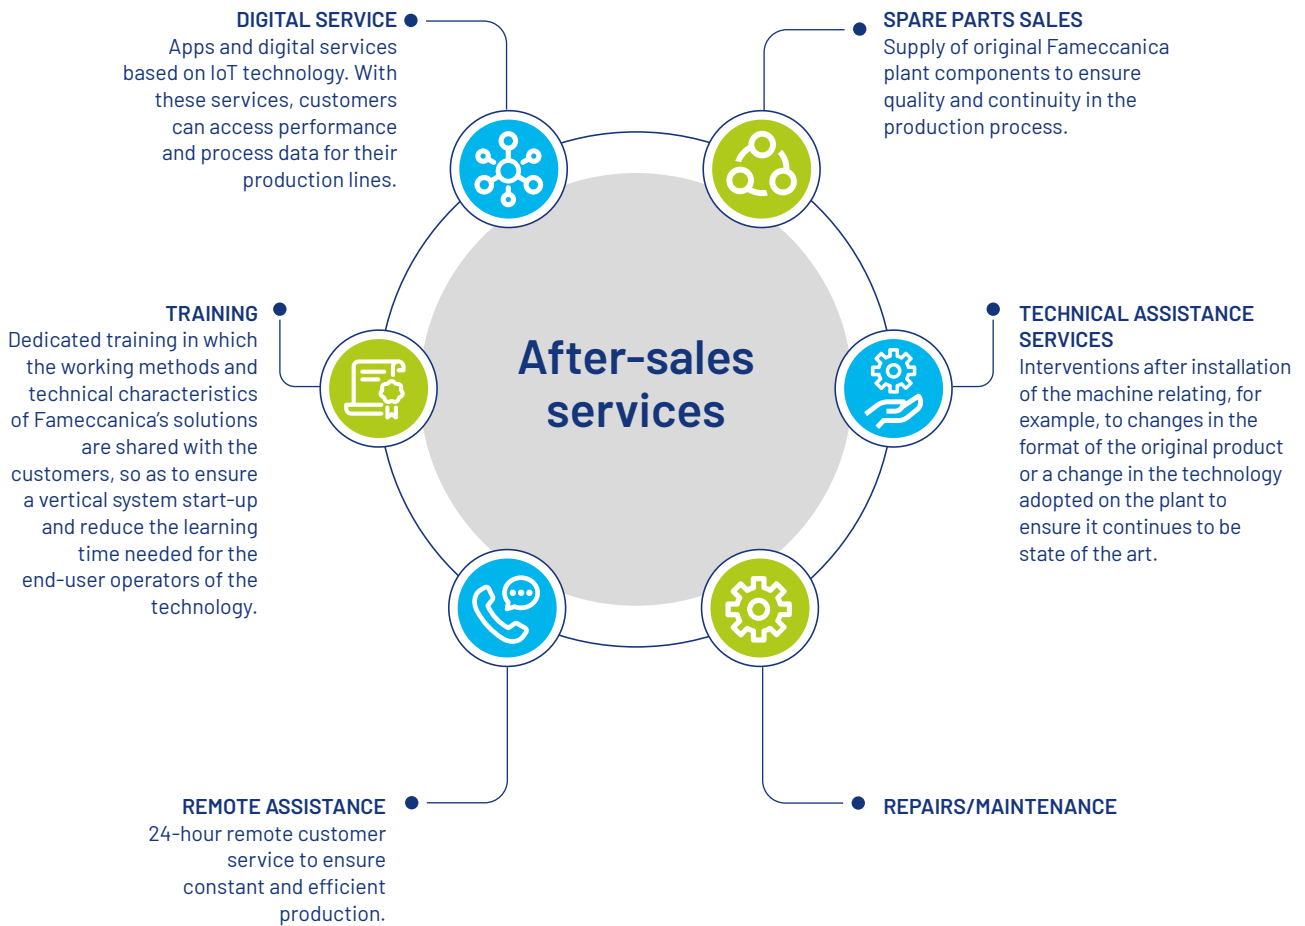 DIGITAL SERVICE
Apps and digital services
based on IoT technology. With
these services, customers
can access performance
and process data for their
production lines.
SPARE PARTS SALES
Supply of original Fameccanica
plant components to ensure
quality and continuity in the
production process.
TRAINING
Dedicated training in which
the working methods and
technical characteristics
of Fameccanica's solutions
are shared with the
customers, so as to ensure
a vertical system start-up
and reduce the learning
time needed for the
end-user operators of the
technology.
After-sales
services
TECHNICAL ASSISTANCE
SERVICES
Interventions after installation
of the machine relating, for
example, to changes in the
format of the original product
or a change in the technology
adopted on the plant to
ensure it continues to be
state of the art.
REMOTE ASSISTANCE
24-hour remote customer
service to ensure
constant and efficient
production.
REPAIRS/MAINTENANCE